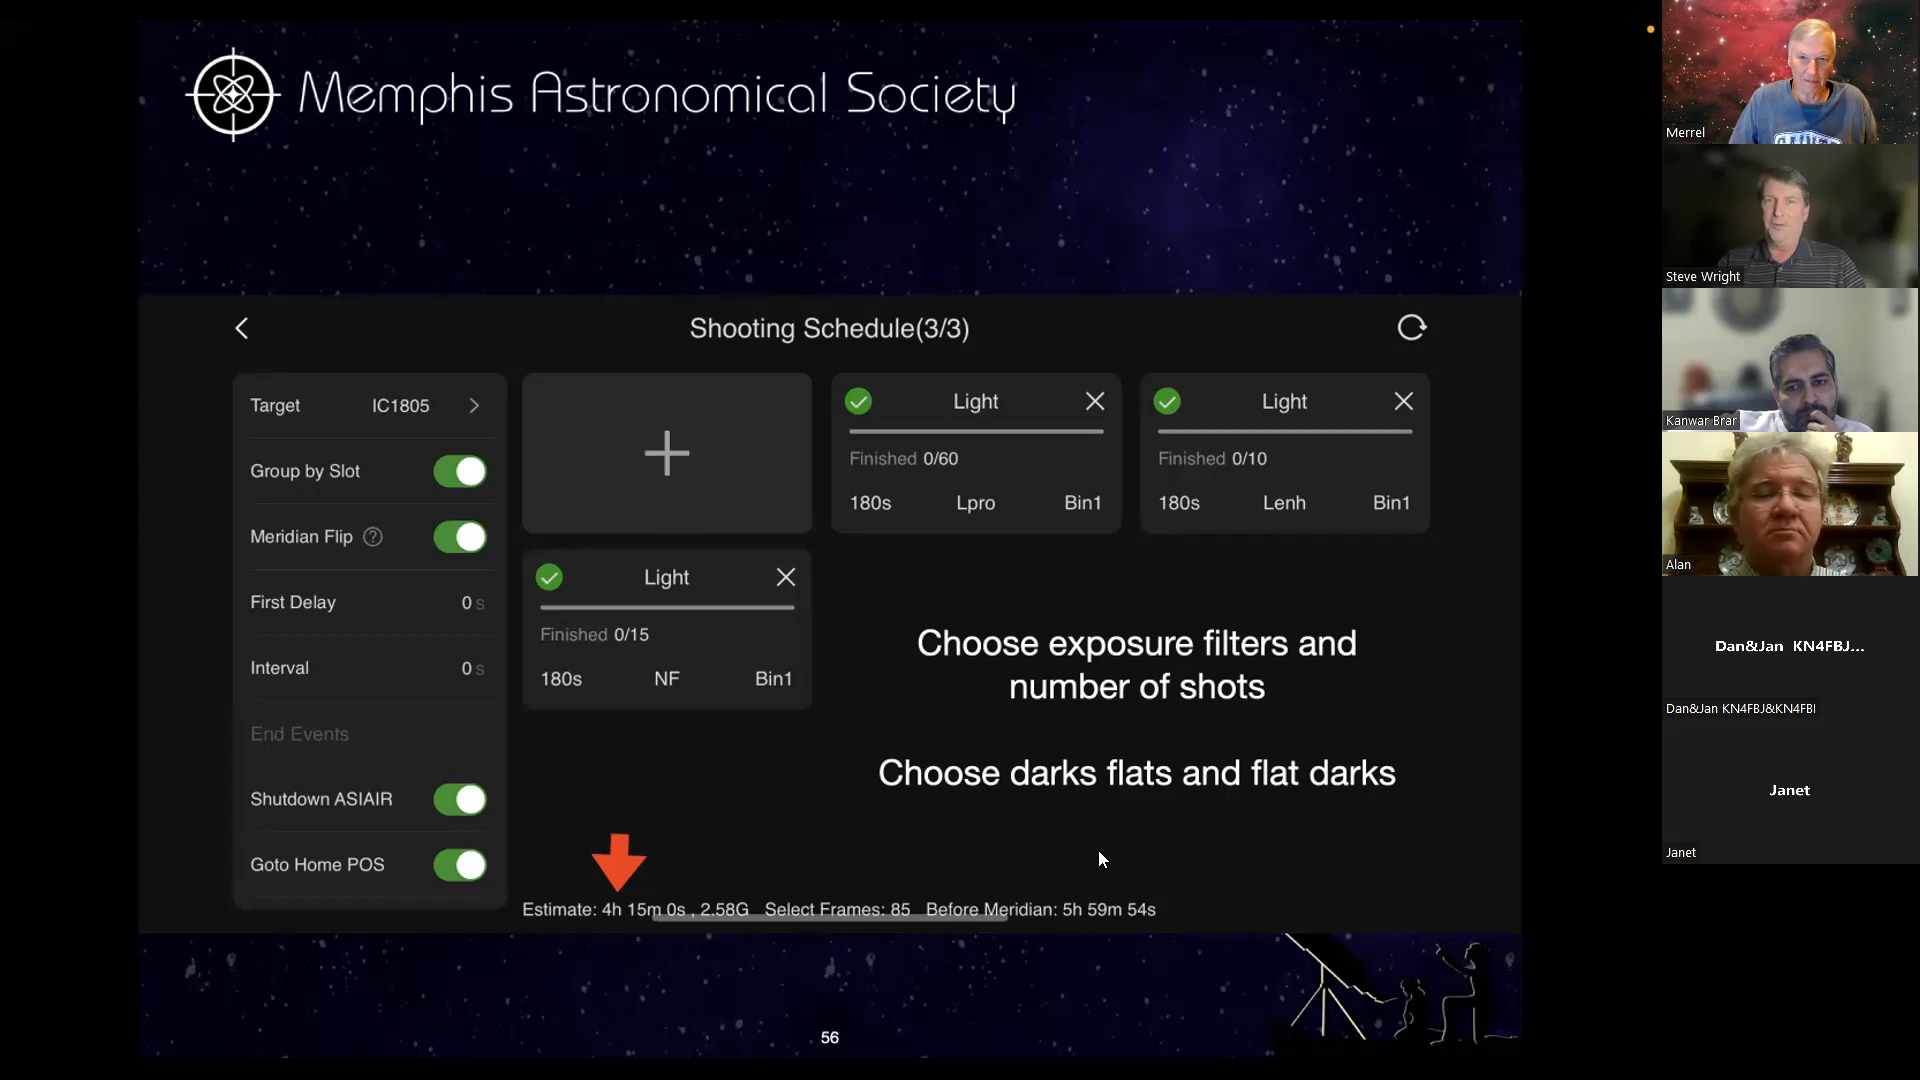 Memphis Astronomical Society
Shooting Schedule(3/3)
Target IC1805
Group by Slot
Meridian Flip ?
First Delay 0 s
Interval 0 s
End Events
Shutdown ASIAIR
Goto Home POS
Light
Finished 0/60
180s Lpro Bin1
Light
Finished 0/10
180s Lenh Bin1
Light
Finished 0/15
180s NF Bin1
Choose exposure filters and
number of shots
Choose darks flats and flat darks
Estimate: 4h 15m 0s , 2.58G Select Frames: 85 Before Meridian: 5h 59m 54s
56
Merrel
Steve Wright
Kanwar Brar
Alan
Dan&Jan KN4FBJ...
Dan&Jan KN4FBJ&KN4FBI
Janet
Janet